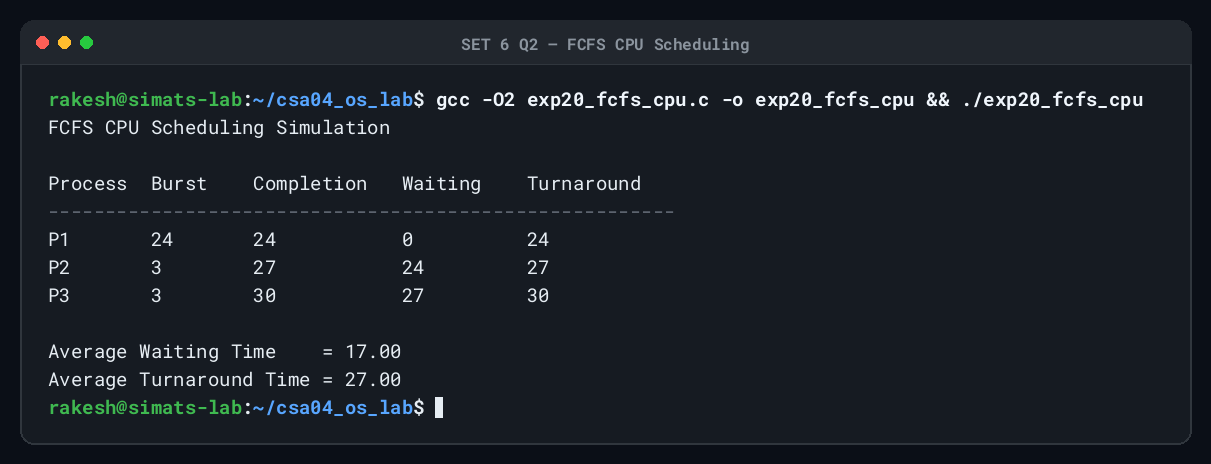 SET 6 Q2 – FCFS CPU Scheduling
rakesh@simats-lab:~/csa04_os_lab$ gcc -O2 exp20_fcfs_cpu.c -o exp20_fcfs_cpu && ./exp20_fcfs_cpu
FCFS CPU Scheduling Simulation
Process  Burst    Completion   Waiting    Turnaround
-------------------------------------------------------
P1       24       24           0          24
P2       3        27           24         27
P3       3        30           27         30
Average Waiting Time    = 17.00
Average Turnaround Time = 27.00
rakesh@simats-lab:~/csa04_os_lab$